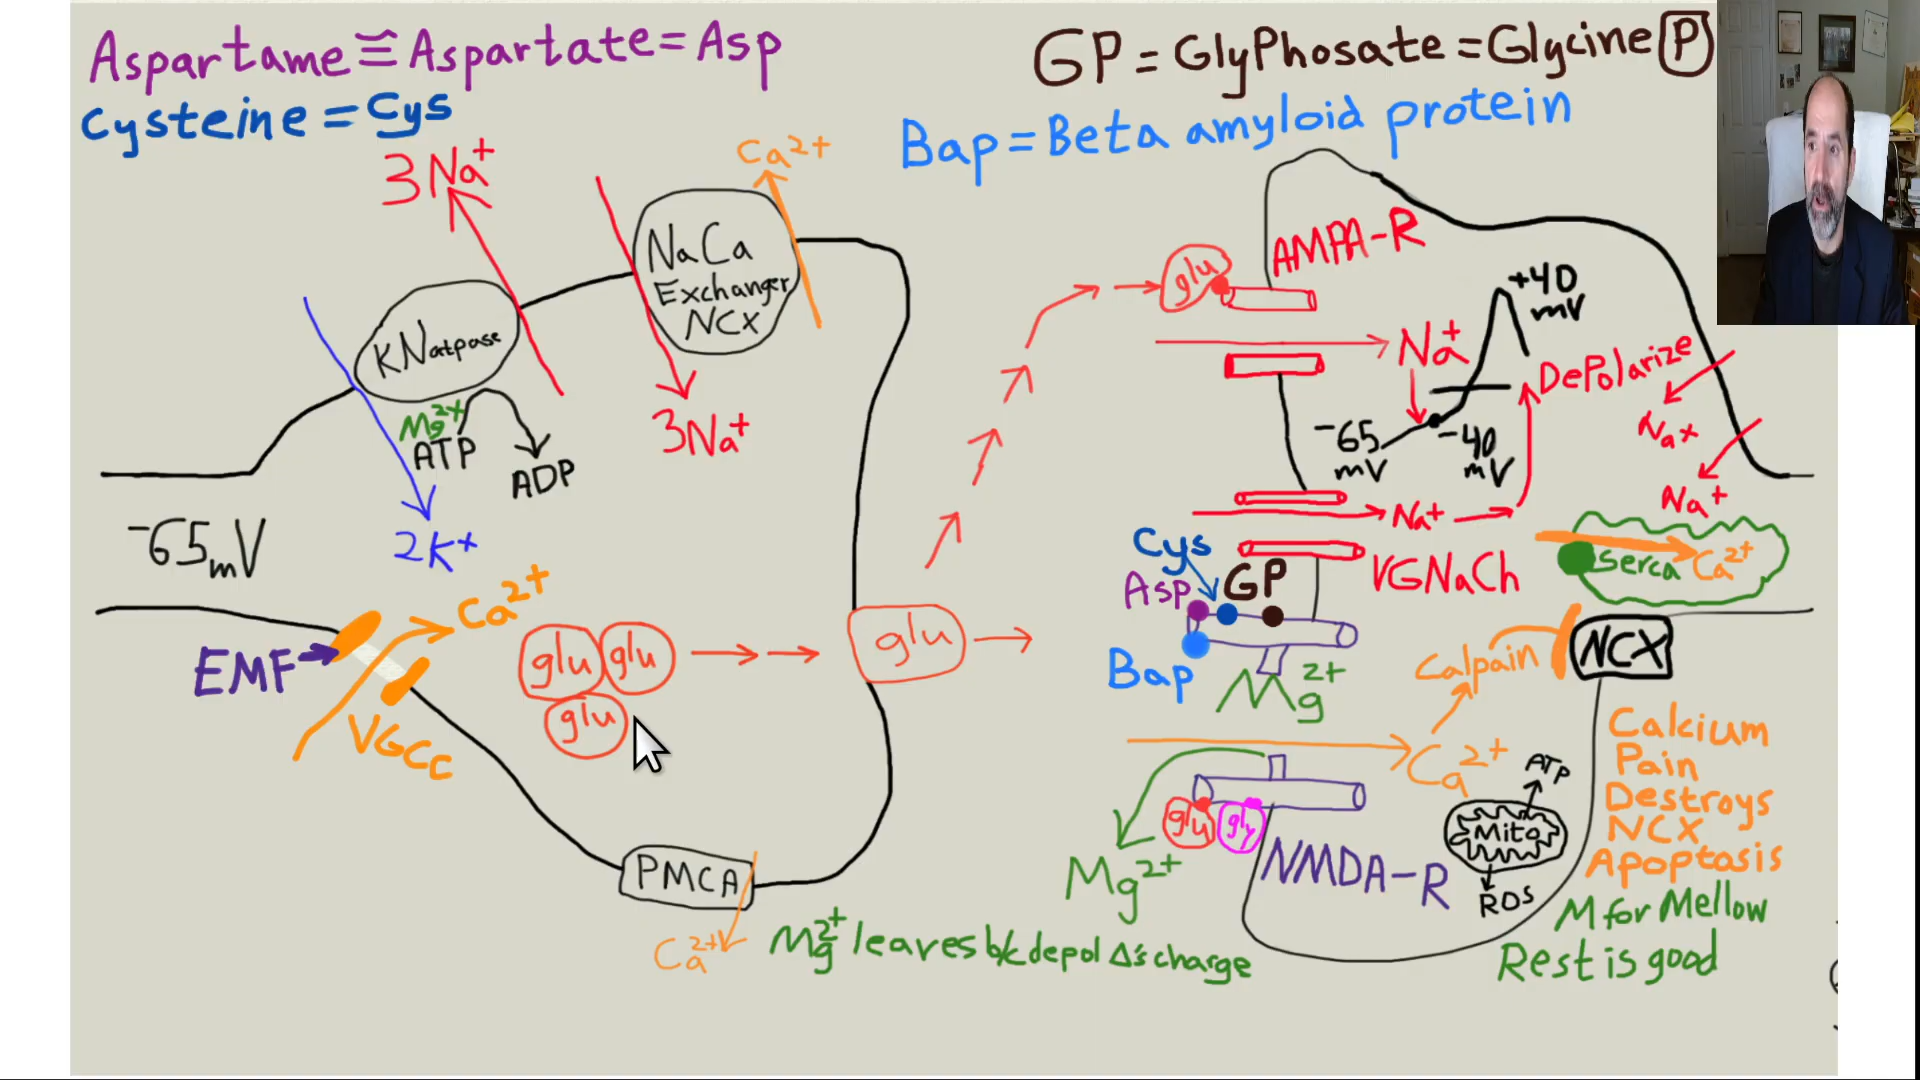 Aspartame ≅ Aspartate = Asp
Cysteine = Cys
GP = GlyPhosate = Glycine P
Bap = Beta amyloid protein
3Na+
Ca2+
NaCa
Exchanger
NCX
KNatpase
Mg2+
ATP
ADP
3Na+
-65mV
2K+
Ca2+
EMF
VGCc
glu glu
glu
glu
PMCA
Ca2+
glu
AMPA-R
Na+
+40
mV
DePolarize
-65
mV
-40
mV
Na+
Na+
Na+
VGNaCh
Cys
Asp
GP
Bap
Mg2+
Serca Ca2+
Calpain
NCX
Ca2+
glu gly
Mg2+
NMDA-R
ATP
Mito
ROS
Calcium
Pain
Destroys
NCX
Apoptasis
M for Mellow
Rest is good
Mg2+ leaves b/c depol Δ's charge